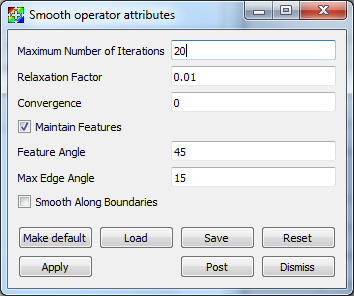 Smooth operator attributes
Maximum Number of Iterations 20
Relaxation Factor 0.01
Convergence 0
Maintain Features
Feature Angle 45
Max Edge Angle 15
Smooth Along Boundaries
Make default Load Save Reset
Apply Post Dismiss